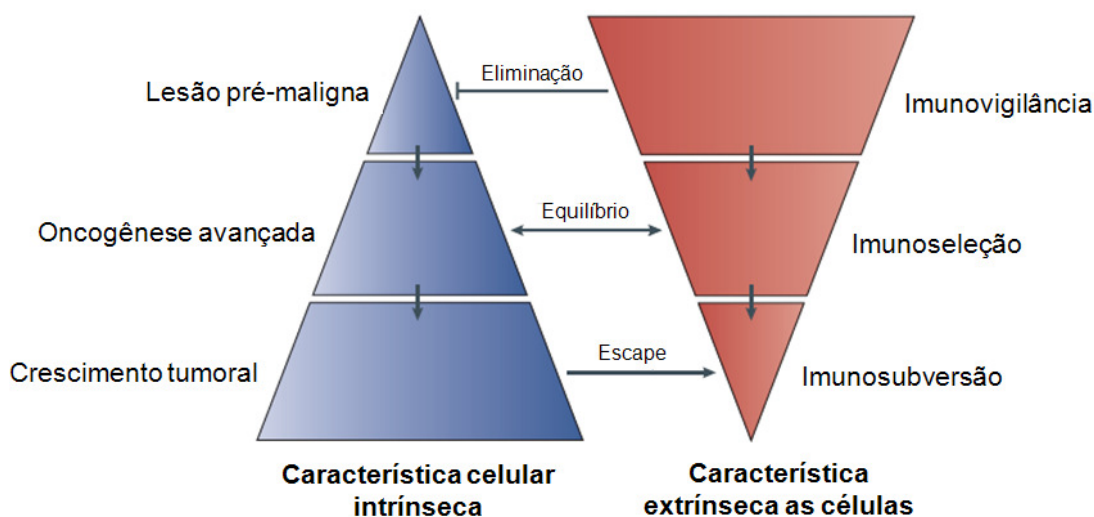 Lesão pré-maligna
Eliminação
Imunovigilância
Oncogênese avançada
Equilíbrio
Imunoseleção
Crescimento tumoral
Escape
Imunosubversão
Característica celular
intrínseca
Característica
extrínseca as células